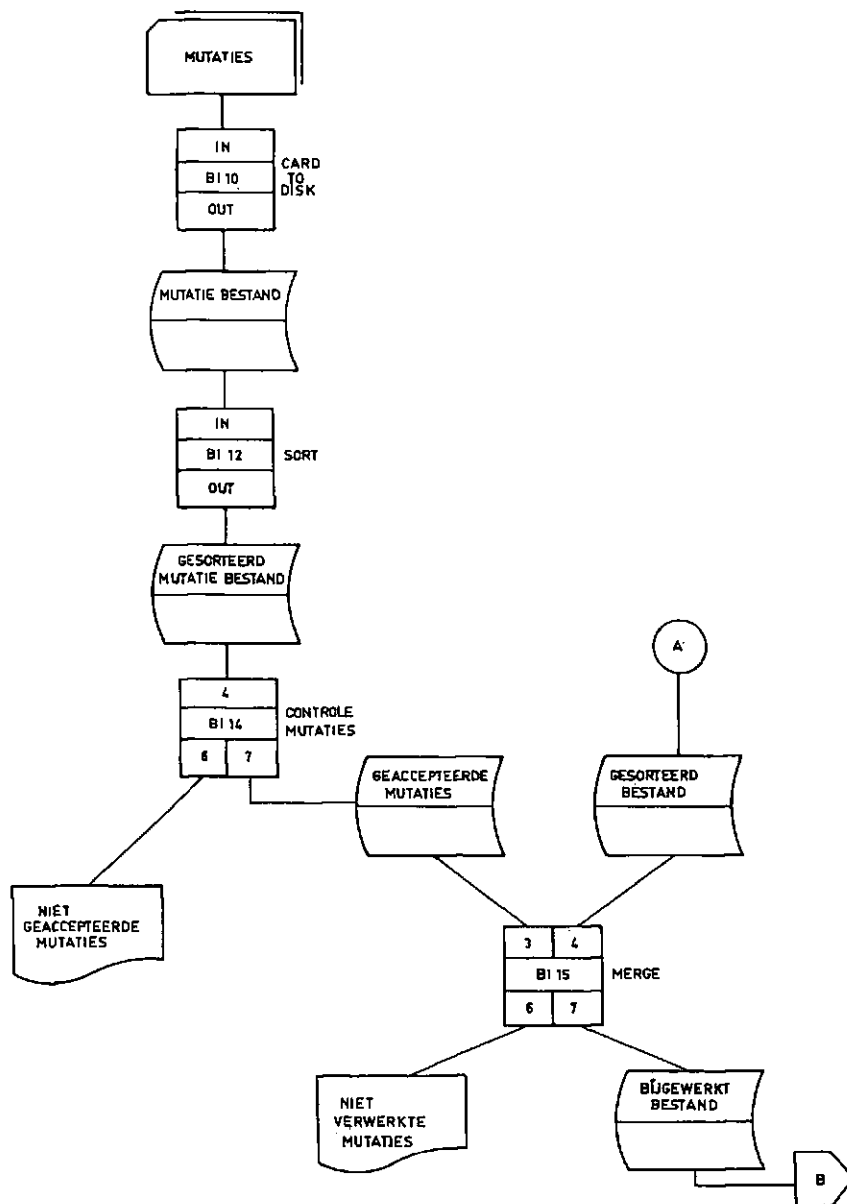 MUTATIES
IN
BI 10
OUT
CARD
TO
DISK
MUTATIE BESTAND
IN
BI 12
OUT
SORT
GESORTEERD
MUTATIE BESTAND
4
BI 14
6 7
CONTROLE
MUTATIES
A
GEACCEPTEERDE
MUTATIES
GESORTEERD
BESTAND
NIET
GEACCEPTEERDE
MUTATIES
3 4
BI 15
6 7
MERGE
NIET
VERWERKTE
MUTATIES
BIJGEWERKT
BESTAND
B